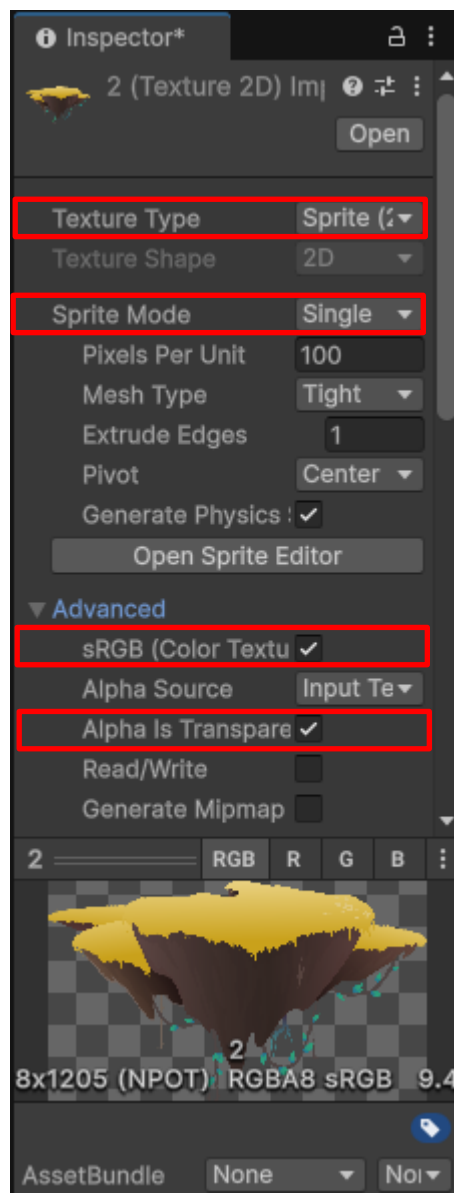 Inspector*
2 (Texture 2D) Im
Open
Texture Type Sprite (2
Texture Shape 2D
Sprite Mode Single
Pixels Per Unit 100
Mesh Type Tight
Extrude Edges 1
Pivot Center
Generate Physics S
Open Sprite Editor
Advanced
sRGB (Color Textu
Alpha Source Input Te
Alpha Is Transpare
Read/Write
Generate Mipmap
2 RGB R G B
2
8x1205 (NPOT) RGBA8 sRGB 9.4
AssetBundle None Non